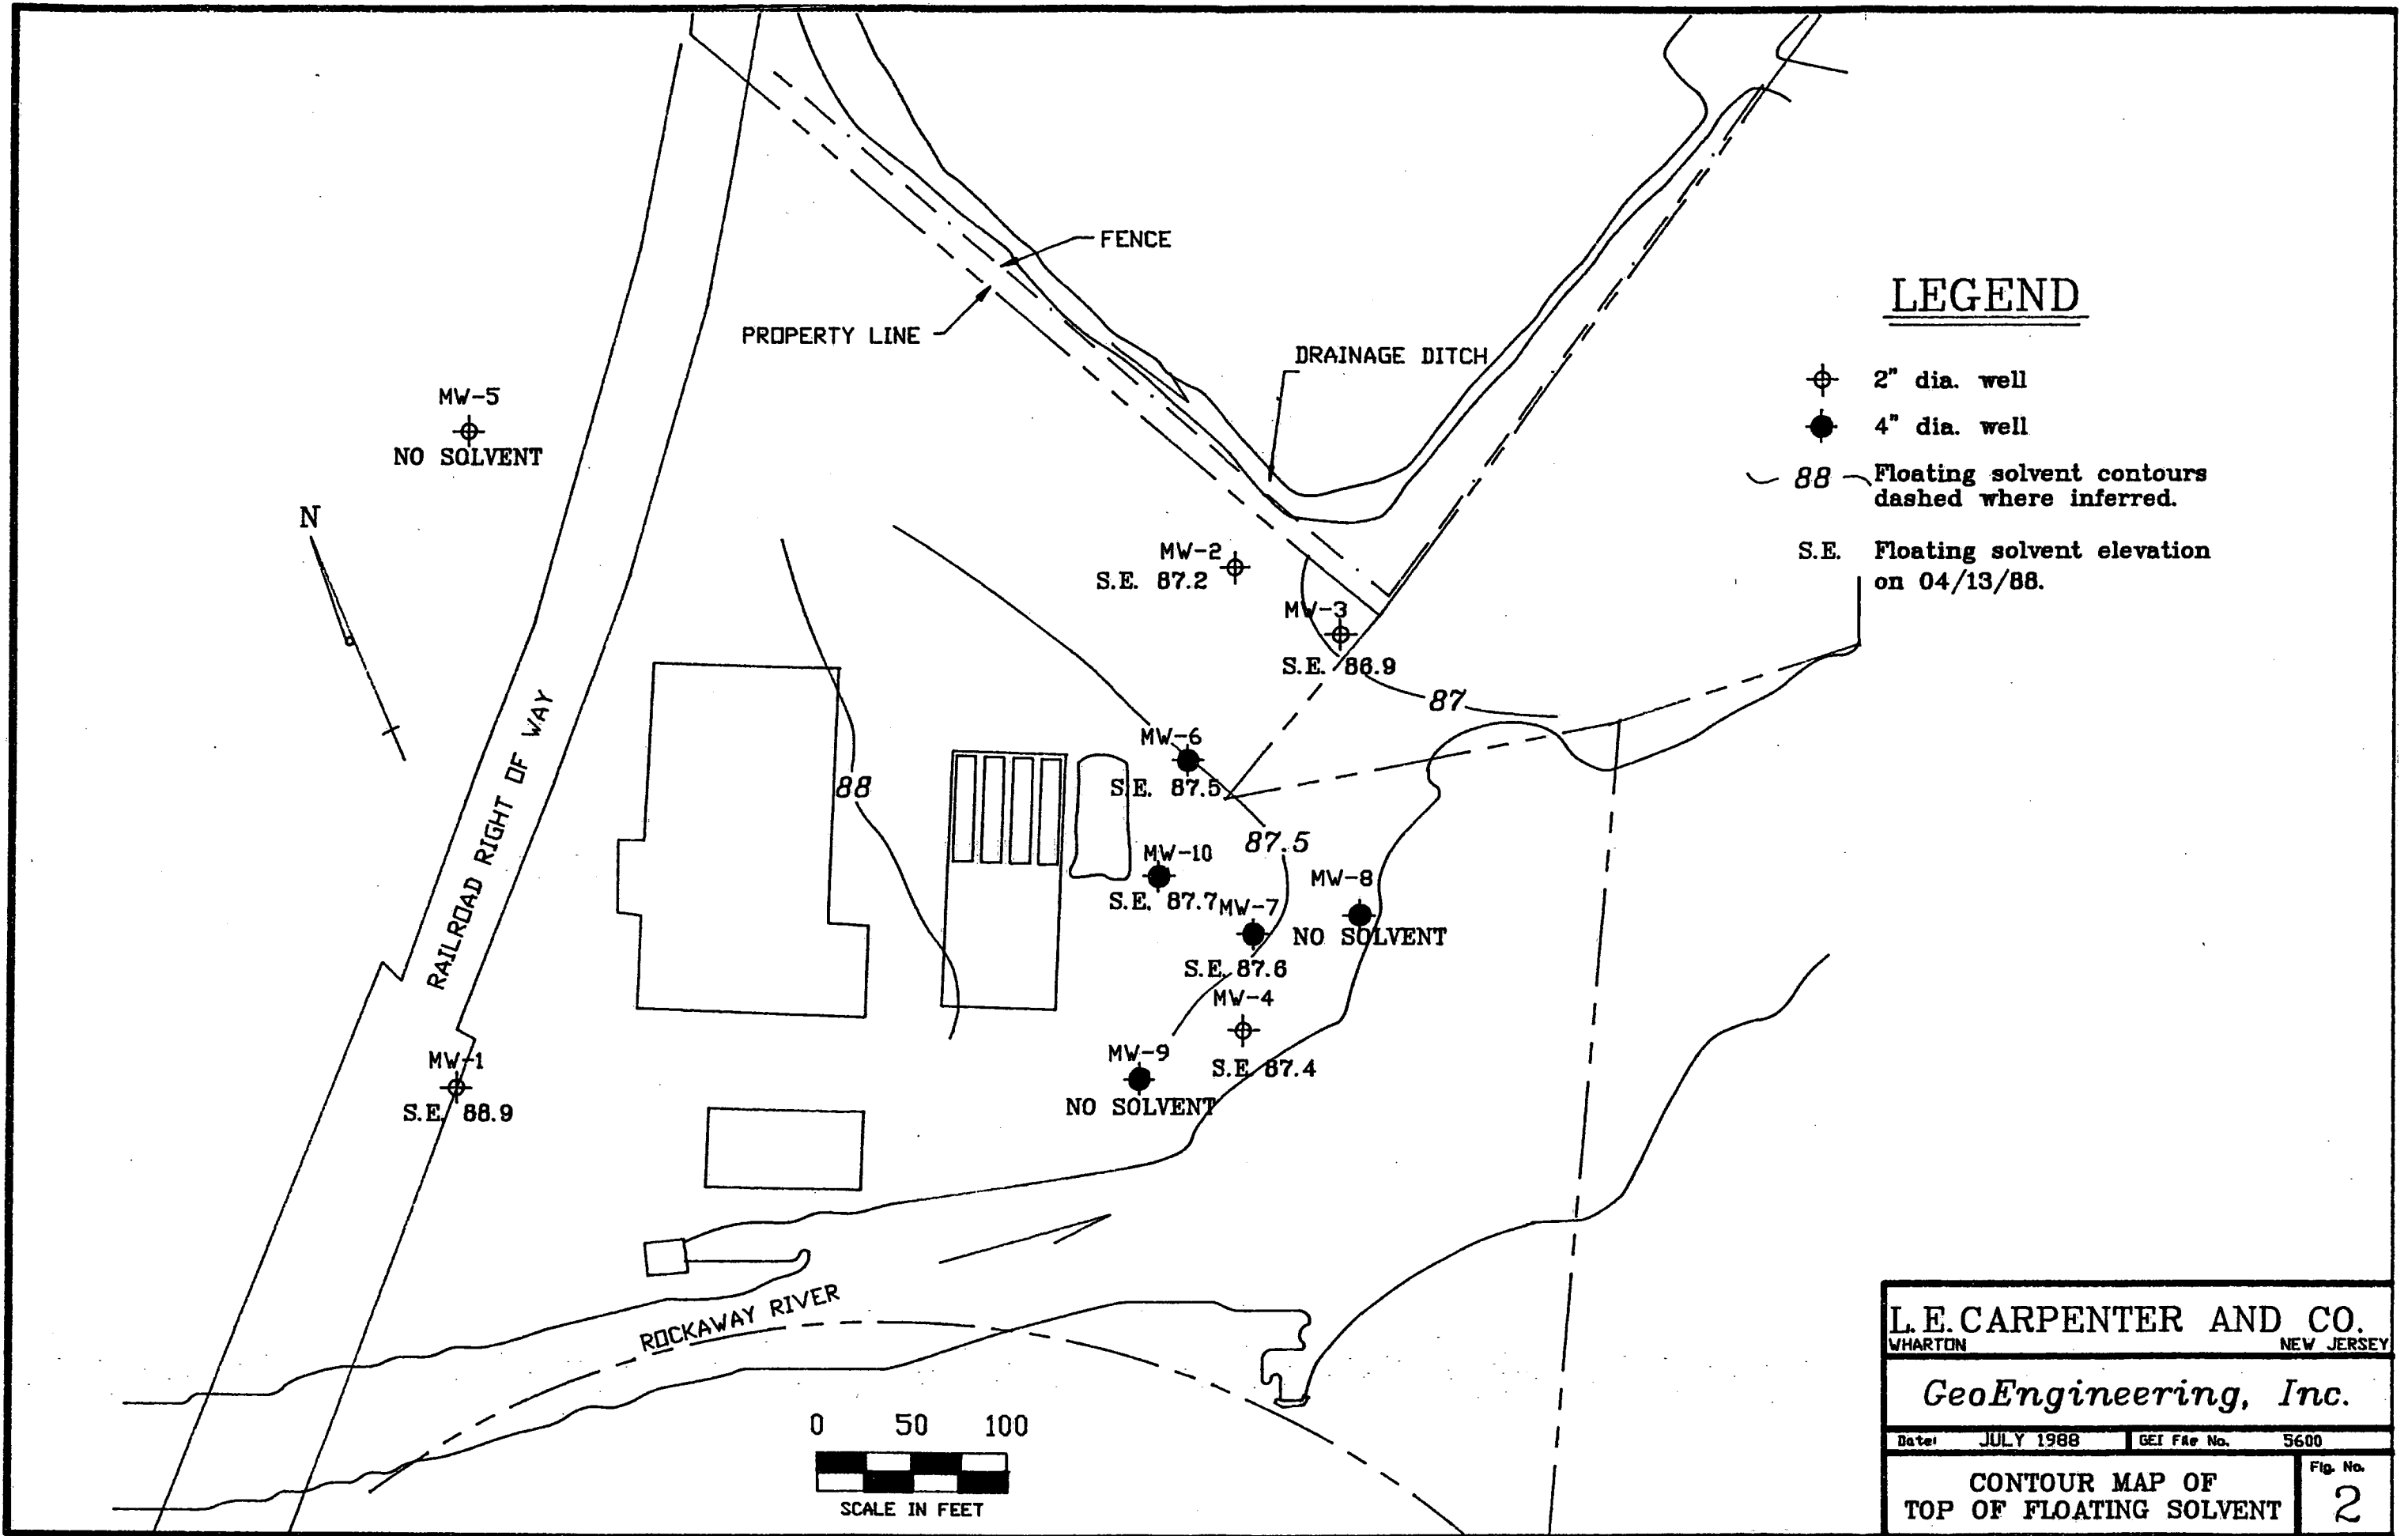 FENCE
PROPERTY LINE
DRAINAGE DITCH
LEGEND
2" dia. well
4" dia. well
88 Floating solvent contours
dashed where inferred.
S.E. Floating solvent elevation
on 04/13/88.
MW-5
NO SOLVENT
N
MW-2
S.E. 87.2
MW-3
S.E. 86.9
87
RAILROAD RIGHT OF WAY
88
MW-6
S.E. 87.5
87.5
MW-10
S.E. 87.7
MW-7
S.E. 87.6
MW-8
NO SOLVENT
MW-4
S.E. 87.4
MW-9
NO SOLVENT
MW-1
S.E. 88.9
ROCKAWAY RIVER
0 50 100
SCALE IN FEET
L.E. CARPENTER AND CO.
WHARTON NEW JERSEY
GeoEngineering, Inc.
Date: JULY 1988 GEI File No. 5600
CONTOUR MAP OF
TOP OF FLOATING SOLVENT
Fig. No.
2